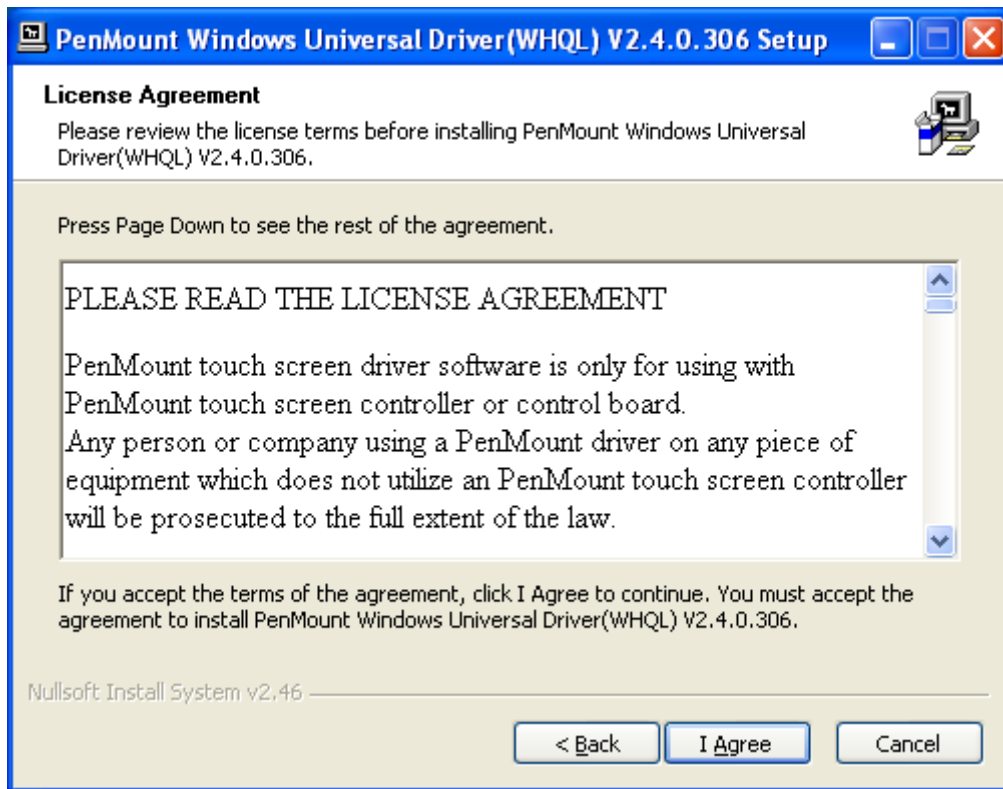 PenMount Windows Universal Driver(WHQL) V2.4.0.306 Setup
License Agreement
Please review the license terms before installing PenMount Windows Universal
Driver(WHQL) V2.4.0.306.
Press Page Down to see the rest of the agreement.
PLEASE READ THE LICENSE AGREEMENT
PenMount touch screen driver software is only for using with
PenMount touch screen controller or control board.
Any person or company using a PenMount driver on any piece of
equipment which does not utilize an PenMount touch screen controller
will be prosecuted to the full extent of the law.
If you accept the terms of the agreement, click I Agree to continue. You must accept the
agreement to install PenMount Windows Universal Driver(WHQL) V2.4.0.306.
Nullsoft Install System v2.46
< Back I Agree Cancel